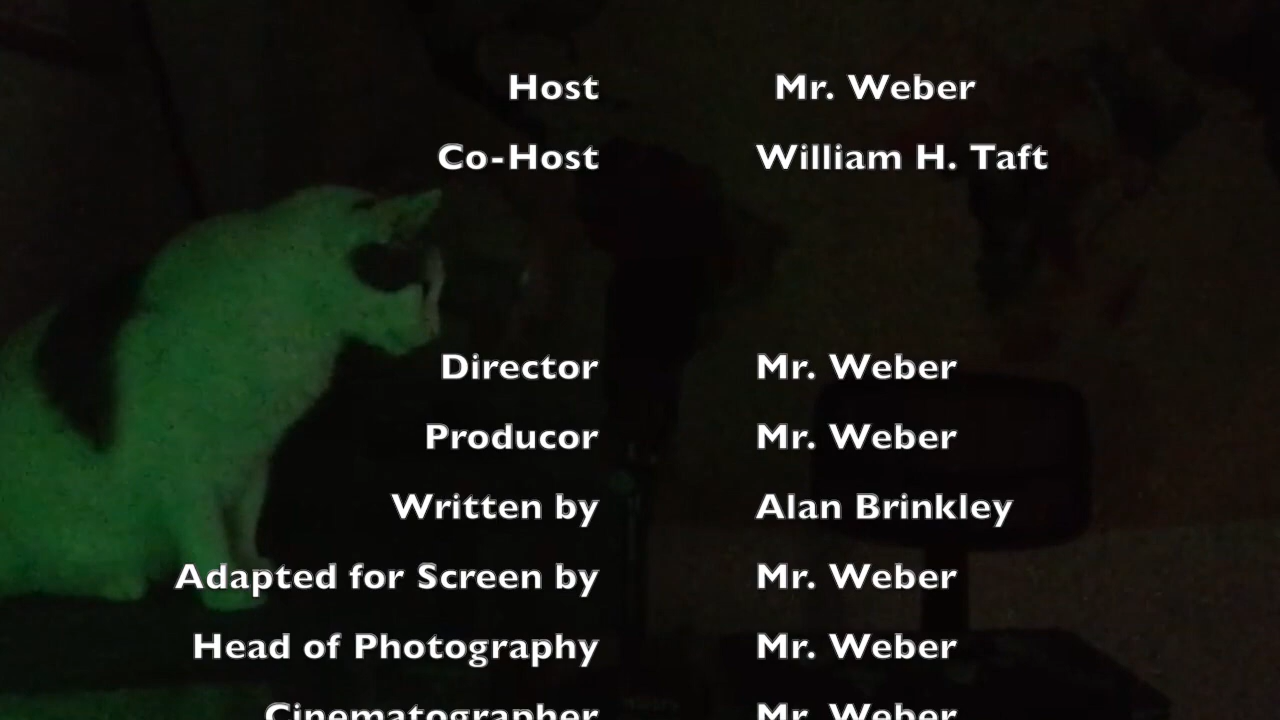 Host Mr. Weber
Co-Host William H. Taft
Director Mr. Weber
Producor Mr. Weber
Written by Alan Brinkley
Adapted for Screen by Mr. Weber
Head of Photography Mr. Weber
Cinematographer Mr. Weber